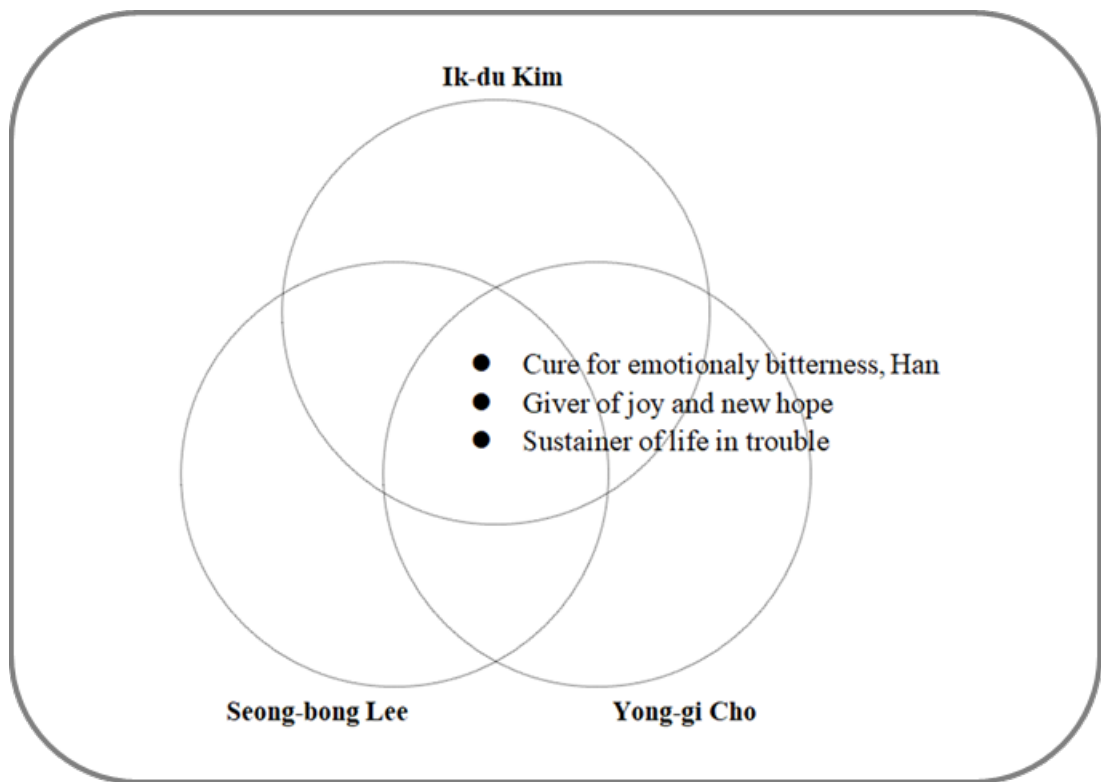 Ik-du Kim
● Cure for emotionaly bitterness, Han
● Giver of joy and new hope
● Sustainer of life in trouble
Seong-bong Lee
Yong-gi Cho